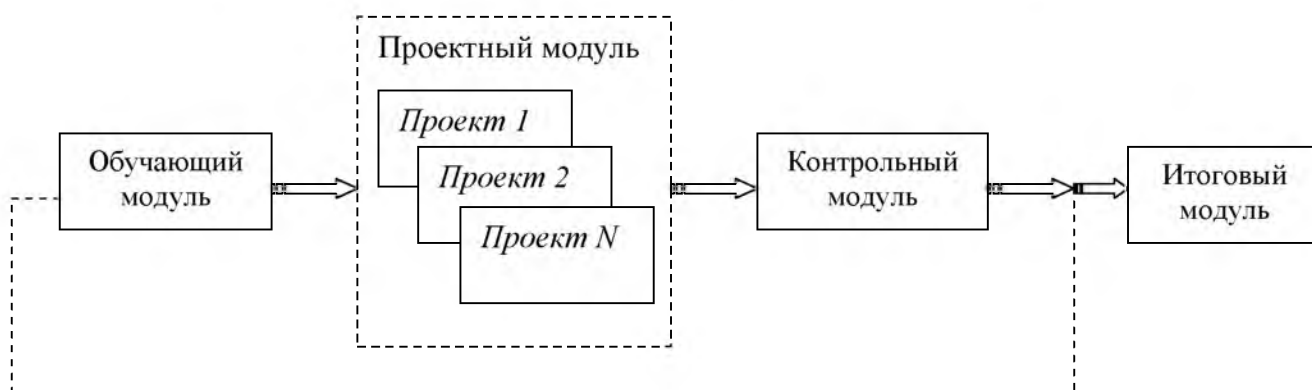 Проектный модуль
Проект 1
Проект 2
Проект N
Обучающий
модуль
Контрольный
модуль
Итоговый
модуль